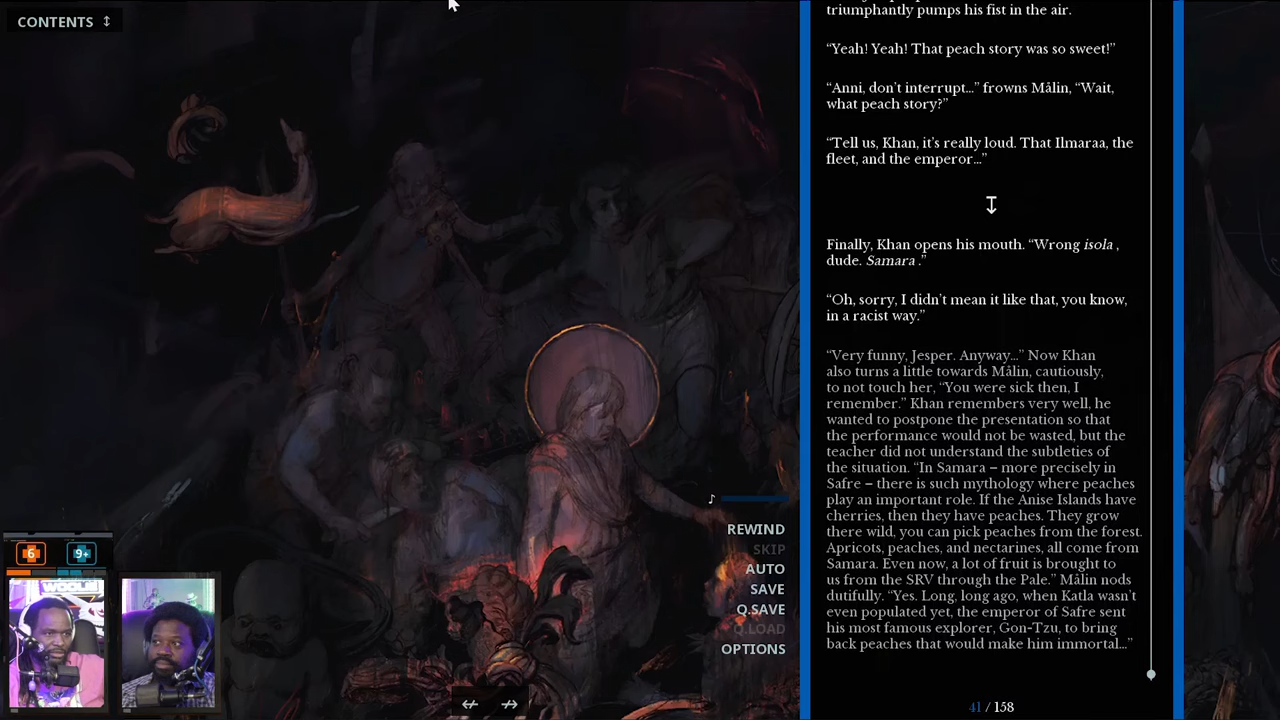 CONTENTS ↕
triumphantly pumps his fist in the air.
“Yeah! Yeah! That peach story was so sweet!”
“Anni, don’t interrupt…” frowns Målin, “Wait,
what peach story?”
“Tell us, Khan, it’s really loud. That Ilmaraa, the
fleet, and the emperor…”
Finally, Khan opens his mouth. “Wrong isola ,
dude. Samara .”
“Oh, sorry, I didn’t mean it like that, you know,
in a racist way.”
“Very funny, Jesper. Anyway…” Now Khan
also turns a little towards Målin, cautiously,
to not touch her, “You were sick then, I
remember.” Khan remembers very well, he
wanted to postpone the presentation so that
the performance would not be wasted, but the
teacher did not understand the subtleties of
the situation. “In Samara – more precisely in
Safre – there is such mythology where peaches
play an important role. If the Anise Islands have
cherries, then they have peaches. They grow
there wild, you can pick peaches from the forest.
Apricots, peaches, and nectarines, all come from
Samara. Even now, a lot of fruit is brought to
us from the SRV through the Pale.” Målin nods
dutifully. “Yes. Long, long ago, when Katla wasn’t
even populated yet, the emperor of Safre sent
his most famous explorer, Gon-Tzu, to bring
back peaches that would make him immortal…”
41 / 158
REWIND
SKIP
AUTO
SAVE
Q.SAVE
Q.LOAD
OPTIONS
6
9+